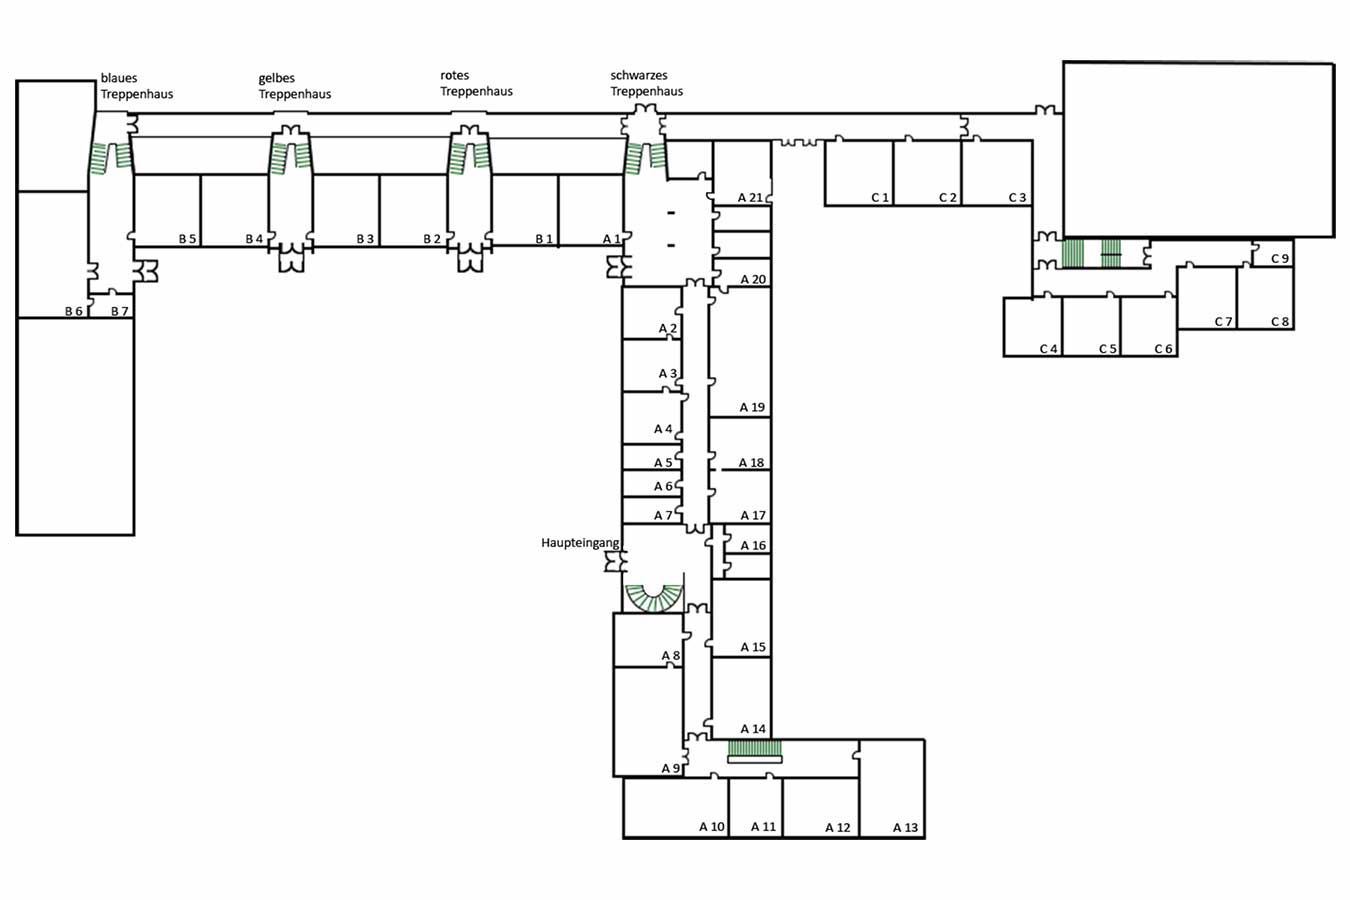 blaues
Treppenhaus
gelbes
Treppenhaus
rotes
Treppenhaus
schwarzes
Treppenhaus
B 5
B 4
B 3
B 2
B 1
A 1
A 21
C 1
C 2
C 3
C 9
A 20
B 6
B 7
A 2
C 7
C 8
C 4
C 5
C 6
A 3
A 19
A 4
A 5
A 18
A 6
A 7
A 17
Haupteingang
A 16
A 8
A 15
A 14
A 9
A 10
A 11
A 12
A 13